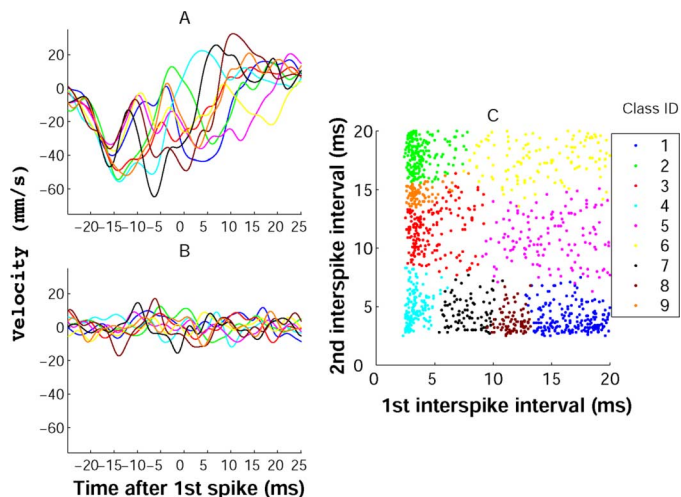 A
20
0
−20
−40
−60
−20 −15 −10 −5 0 5 10 15 20 25
B
20
0
−20
−40
−60
−20 −15 −10 −5 0 5 10 15 20 25
Time after 1st spike (ms)
Velocity (mm/s)
C
20
15
10
5
0 5 10 15 20
1st interspike interval (ms)
2nd interspike interval (ms)
Class ID
1
2
3
4
5
6
7
8
9